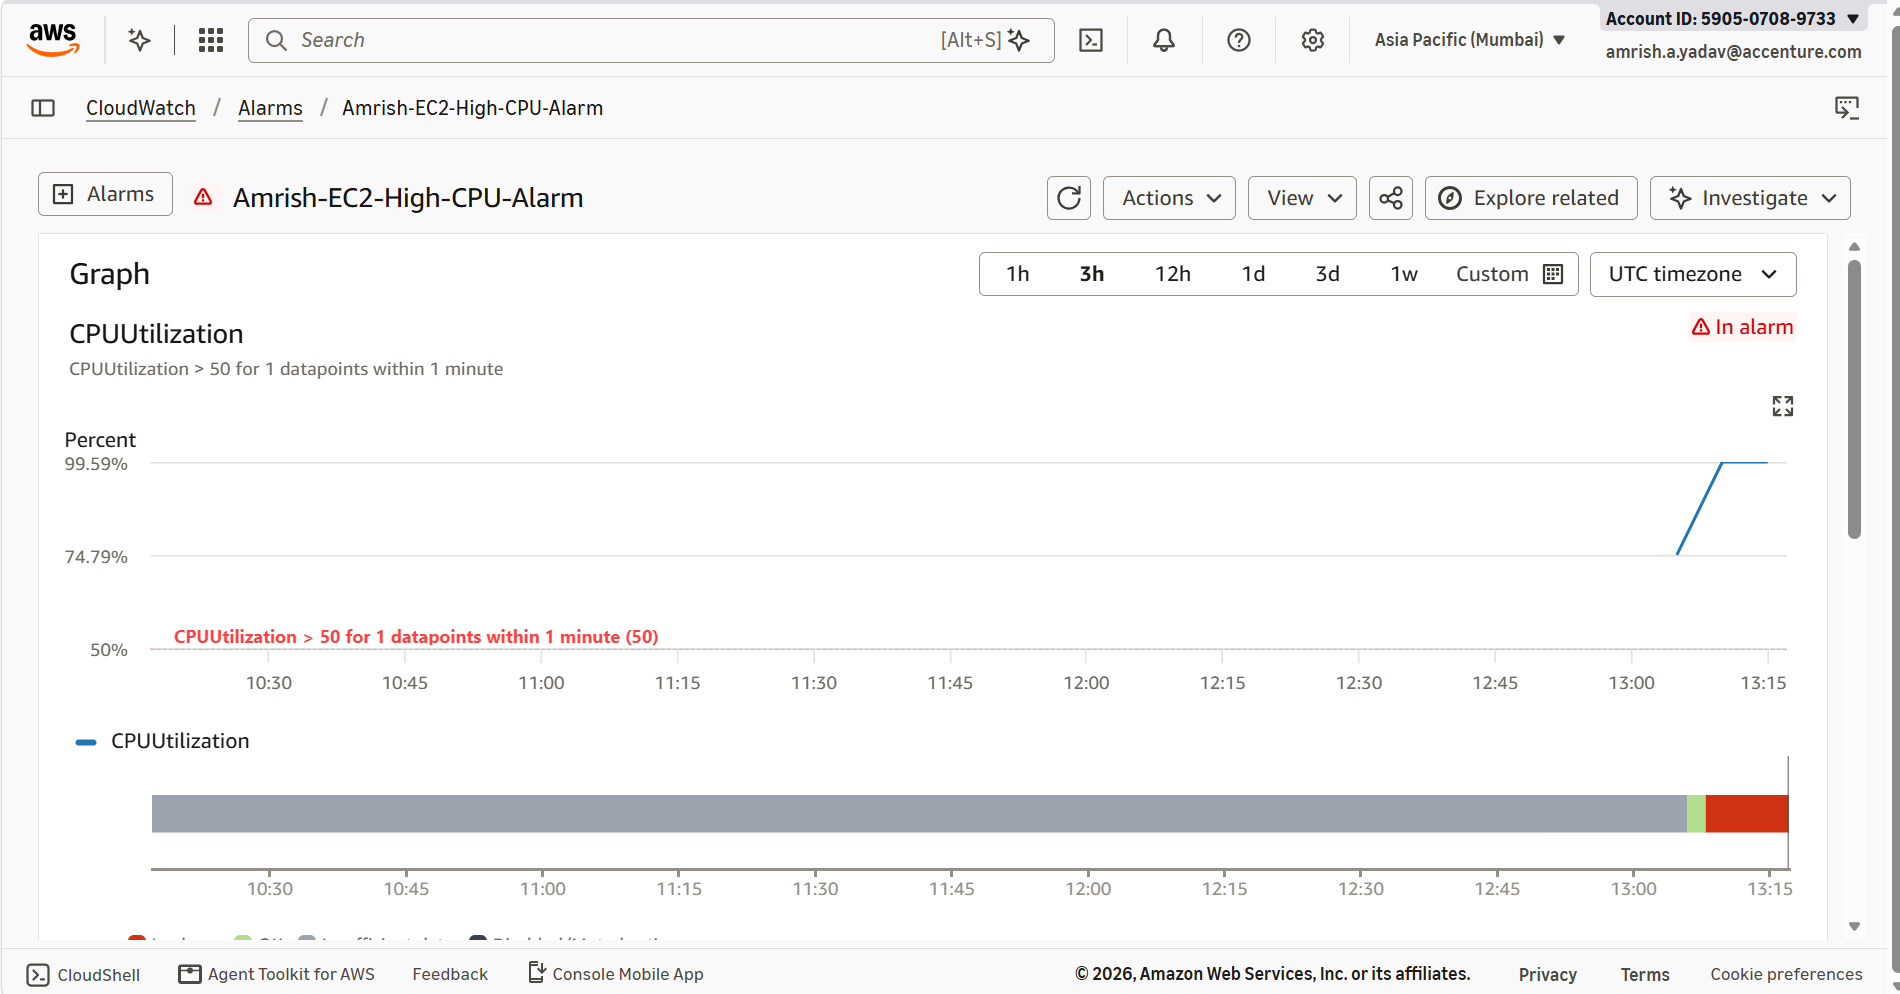 aws
Search [Alt+S]
Asia Pacific (Mumbai)
Account ID: 5905-0708-9733
amrish.a.yadav@accenture.com
CloudWatch / Alarms / Amrish-EC2-High-CPU-Alarm
Alarms
Amrish-EC2-High-CPU-Alarm
Actions
View
Explore related
Investigate
Graph
1h 3h 12h 1d 3d 1w Custom
UTC timezone
CPUUtilization
In alarm
CPUUtilization > 50 for 1 datapoints within 1 minute
Percent
99.59%
74.79%
CPUUtilization > 50 for 1 datapoints within 1 minute (50)
50%
10:30 10:45 11:00 11:15 11:30 11:45 12:00 12:15 12:30 12:45 13:00 13:15
CPUUtilization
10:30 10:45 11:00 11:15 11:30 11:45 12:00 12:15 12:30 12:45 13:00 13:15
CloudShell
Agent Toolkit for AWS
Feedback
Console Mobile App
© 2026, Amazon Web Services, Inc. or its affiliates.
Privacy
Terms
Cookie preferences